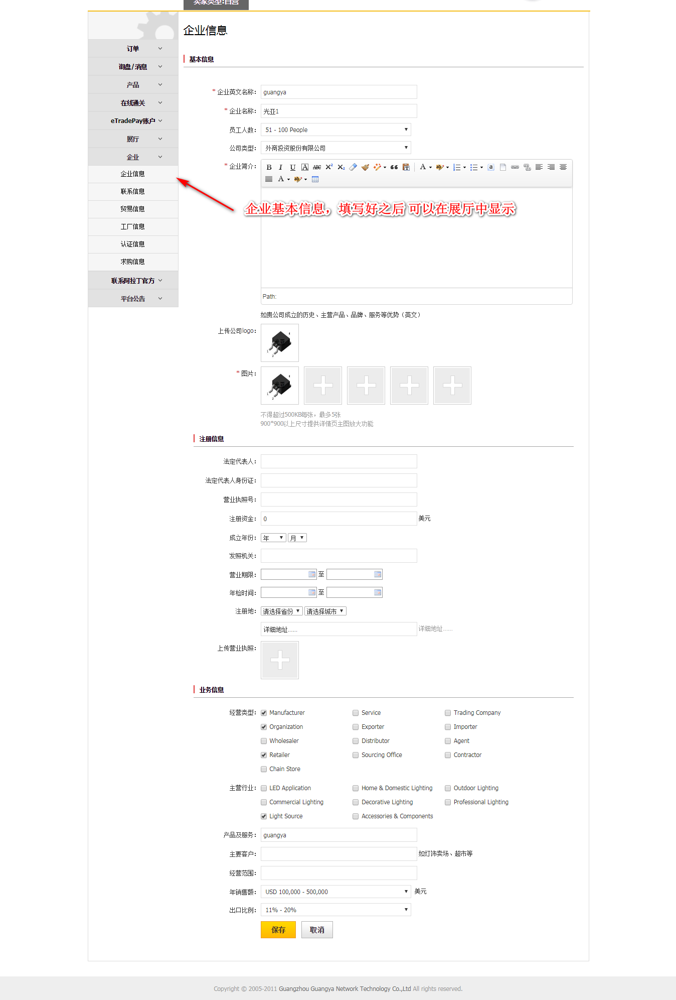 卖家类型:自营
企业信息
订单
询盘/消息
产品
在线通关
eTradePay账户
展厅
企业
企业信息
联系信息
贸易信息
工厂信息
认证信息
求购信息
联系阿拉丁官方
平台公告
基本信息
* 企业英文名称: guangya
* 企业名称: 光亚1
员工人数: 51 - 100 People
公司类型: 外商投资股份有限公司
* 企业简介:
企业基本信息，填写好之后 可以在展厅中显示
Path:
如贵公司成立的历史、主营产品、品牌、服务等优势（英文）
上传公司logo:
光亚
* 图片:
光亚
不得超过500KB每张，最多5张
900*900以上尺寸提供详情页主图放大功能
注册信息
法定代表人:
法定代表人身份证:
营业执照号:
注册资金: 0 美元
成立年份: 年 月
发照机关:
营业期限: 至
年检时间: 至
注册地: 请选择省份 请选择城市
详细地址...... 详细地址......
上传营业执照:
业务信息
经营类型: Manufacturer Service Trading Company
Organization Exporter Importer
Wholesaler Distributor Agent
Retailer Sourcing Office Contractor
Chain Store
主营行业: LED Application Home & Domestic Lighting Outdoor Lighting
Commercial Lighting Decorative Lighting Professional Lighting
Light Source Accessories & Components
产品及服务: guangya
主要客户: 如灯饰卖场、超市等
经营范围:
年销售额: USD 100,000 - 500,000 美元
出口比例: 11% - 20%
保存 取消
Copyright © 2005-2011 Guangzhou Guangya Network Technology Co.,Ltd All rights reserved.